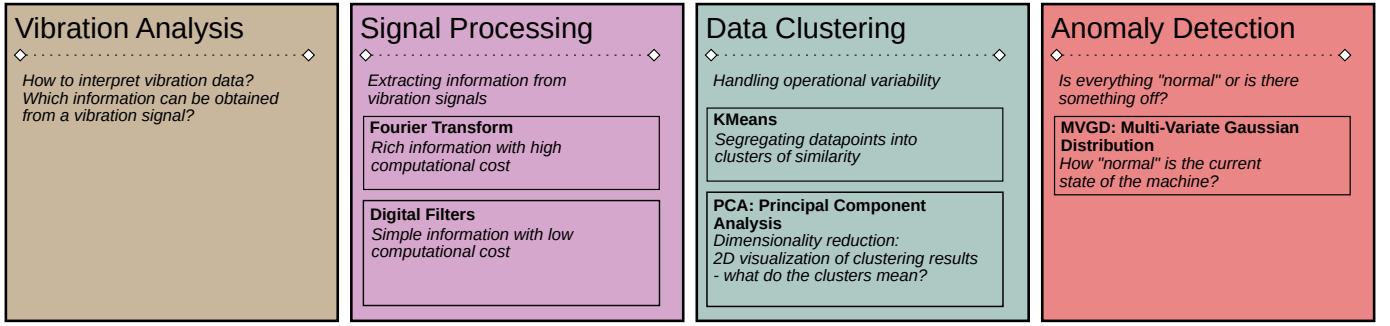 Vibration Analysis
How to interpret vibration data?
Which information can be obtained
from a vibration signal?
Signal Processing
Extracting information from
vibration signals
Fourier Transform
Rich information with high
computational cost
Digital Filters
Simple information with low
computational cost
Data Clustering
Handling operational variability
KMeans
Segregating datapoints into
clusters of similarity
PCA: Principal Component
Analysis
Dimensionality reduction:
2D visualization of clustering results
- what do the clusters mean?
Anomaly Detection
Is everything "normal" or is there
something off?
MVGD: Multi-Variate Gaussian
Distribution
How "normal" is the current
state of the machine?